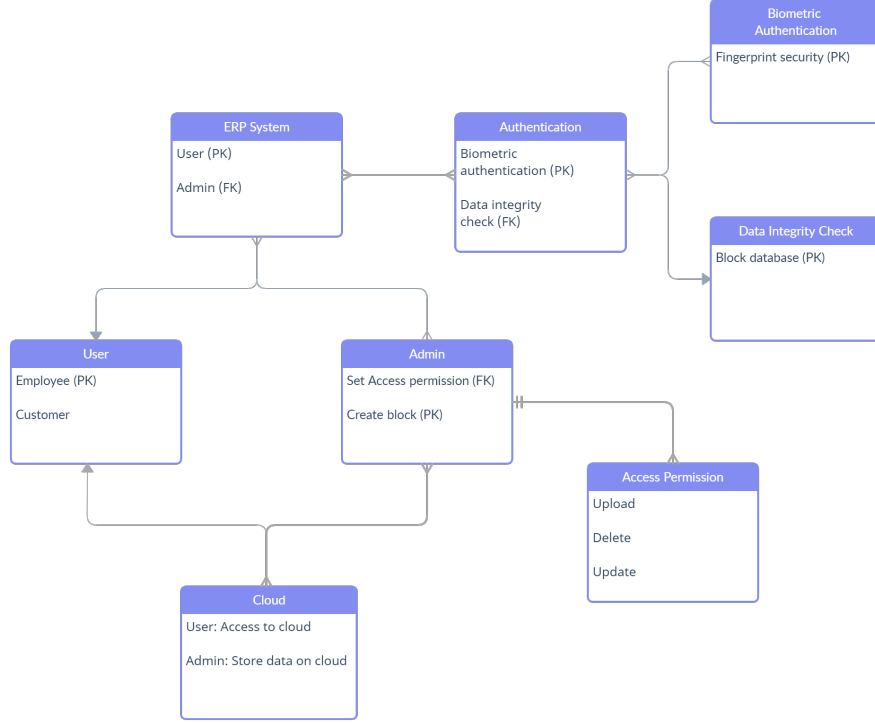 Biometric
Authentication
Fingerprint security (PK)
ERP System
User (PK)
Admin (FK)
Authentication
Biometric
authentication (PK)
Data integrity
check (FK)
Data Integrity Check
Block database (PK)
User
Employee (PK)
Customer
Admin
Set Access permission (FK)
Create block (PK)
Access Permission
Upload
Delete
Update
Cloud
User: Access to cloud
Admin: Store data on cloud